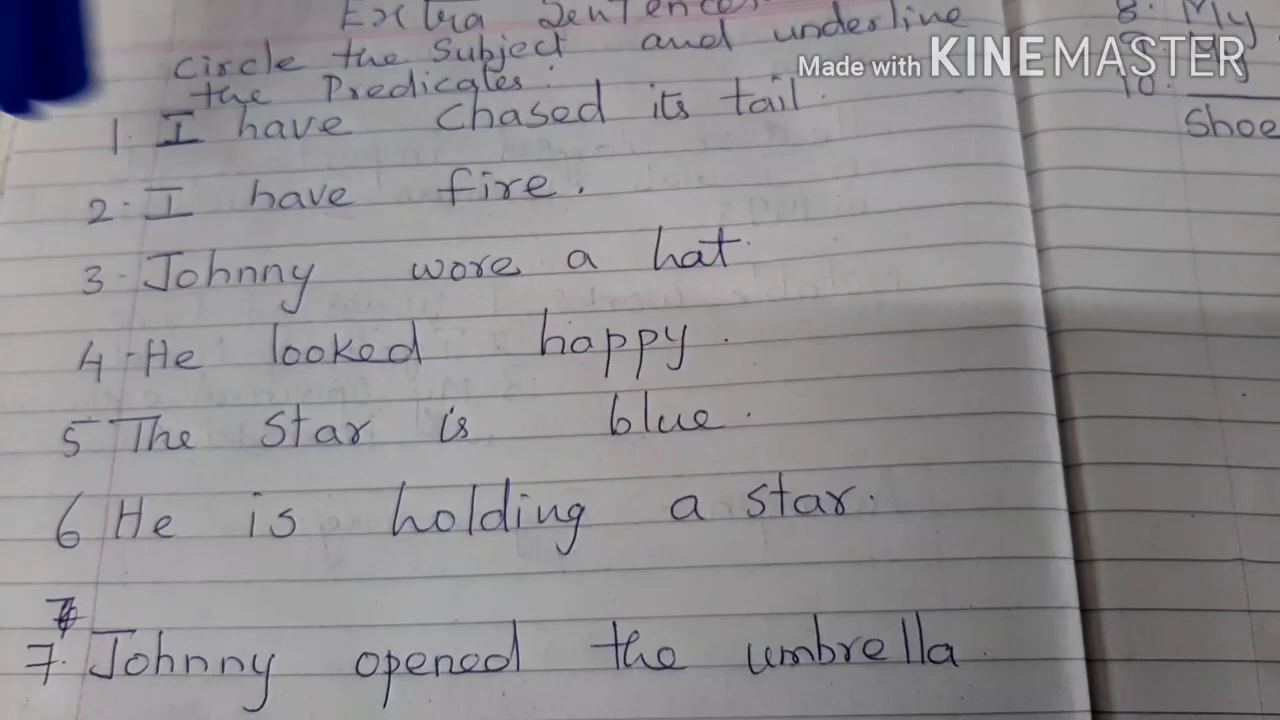 Extra Sentences
Circle the Subject and underline
the Predicates:
1. I have chased its tail.
2. I have fire.
3. Johnny wore a hat.
4. He looked happy.
5 The star is blue.
6 He is holding a star.
7. Johnny opened the umbrella.
8. My
10.
Shoe
Made with KINEMASTER